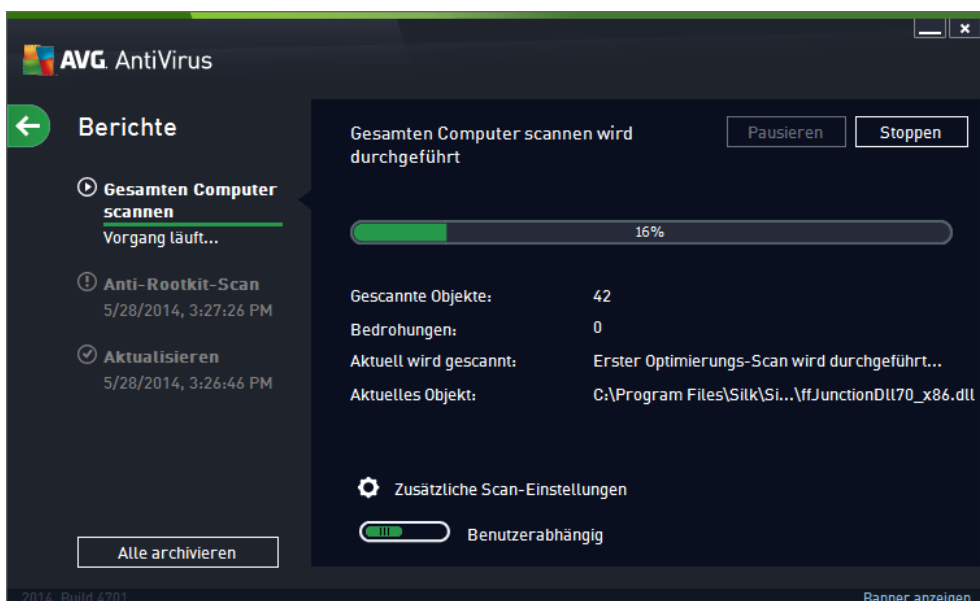 AVG. AntiVirus
Berichte
Gesamten Computer
scannen
Vorgang läuft...
Anti-Rootkit-Scan
5/28/2014, 3:27:26 PM
Aktualisieren
5/28/2014, 3:26:46 PM
Alle archivieren
Gesamten Computer scannen wird
durchgeführt
Pausieren
Stoppen
16%
Gescannte Objekte: 42
Bedrohungen: 0
Aktuell wird gescannt: Erster Optimierungs-Scan wird durchgeführt...
Aktuelles Objekt: C:\Program Files\Silk\Si...\ffJunctionDll70_x86.dll
Zusätzliche Scan-Einstellungen
Benutzerabhängig
2014 Build 4701
Banner anzeigen